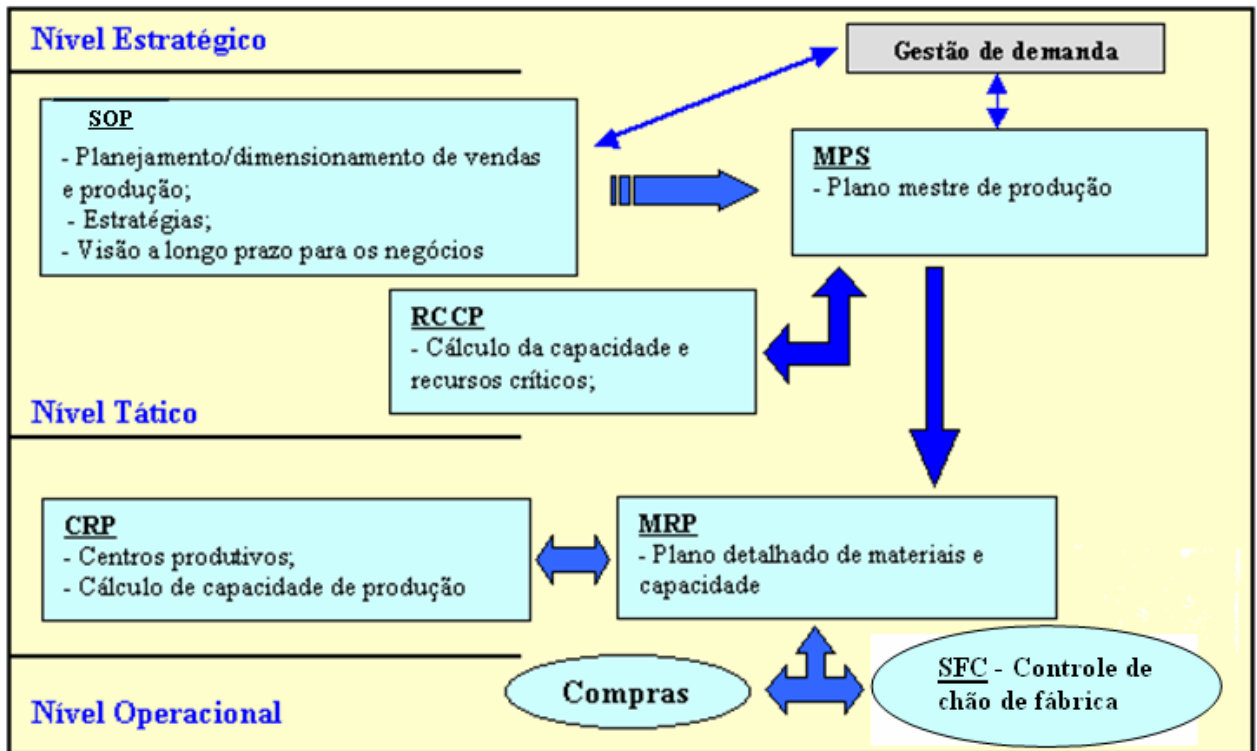 Nível Estratégico
Gestão de demanda
SOP
- Planejamento/dimensionamento de vendas
e produção;
- Estratégias;
- Visão a longo prazo para os negócios
MPS
- Plano mestre de produção
RCCP
- Cálculo da capacidade e
recursos críticos;
Nível Tático
CRP
- Centros produtivos;
- Cálculo de capacidade de produção
MRP
- Plano detalhado de materiais e
capacidade
Compras
SFC - Controle de
chão de fábrica
Nível Operacional